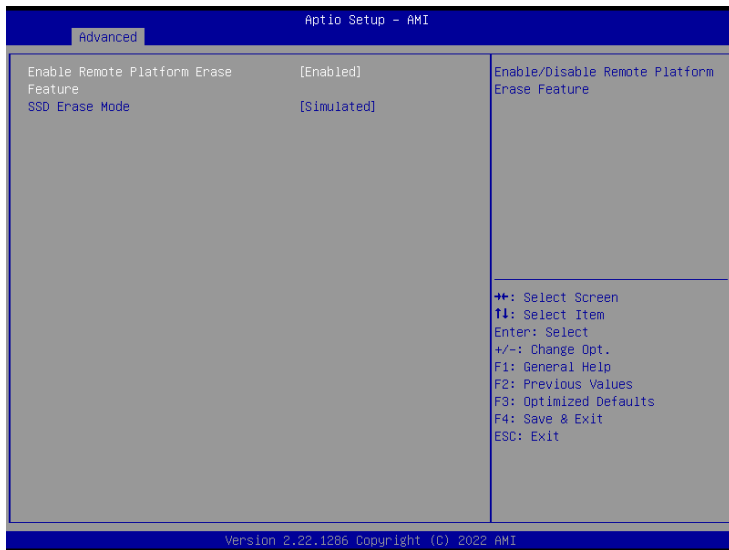 Aptio Setup – AMI
Advanced
Enable Remote Platform Erase [Enabled]
Feature
SSD Erase Mode [Simulated]
Enable/Disable Remote Platform
Erase Feature
→←: Select Screen
↑↓: Select Item
Enter: Select
+/-: Change Opt.
F1: General Help
F2: Previous Values
F3: Optimized Defaults
F4: Save & Exit
ESC: Exit
Version 2.22.1286 Copyright (C) 2022 AMI